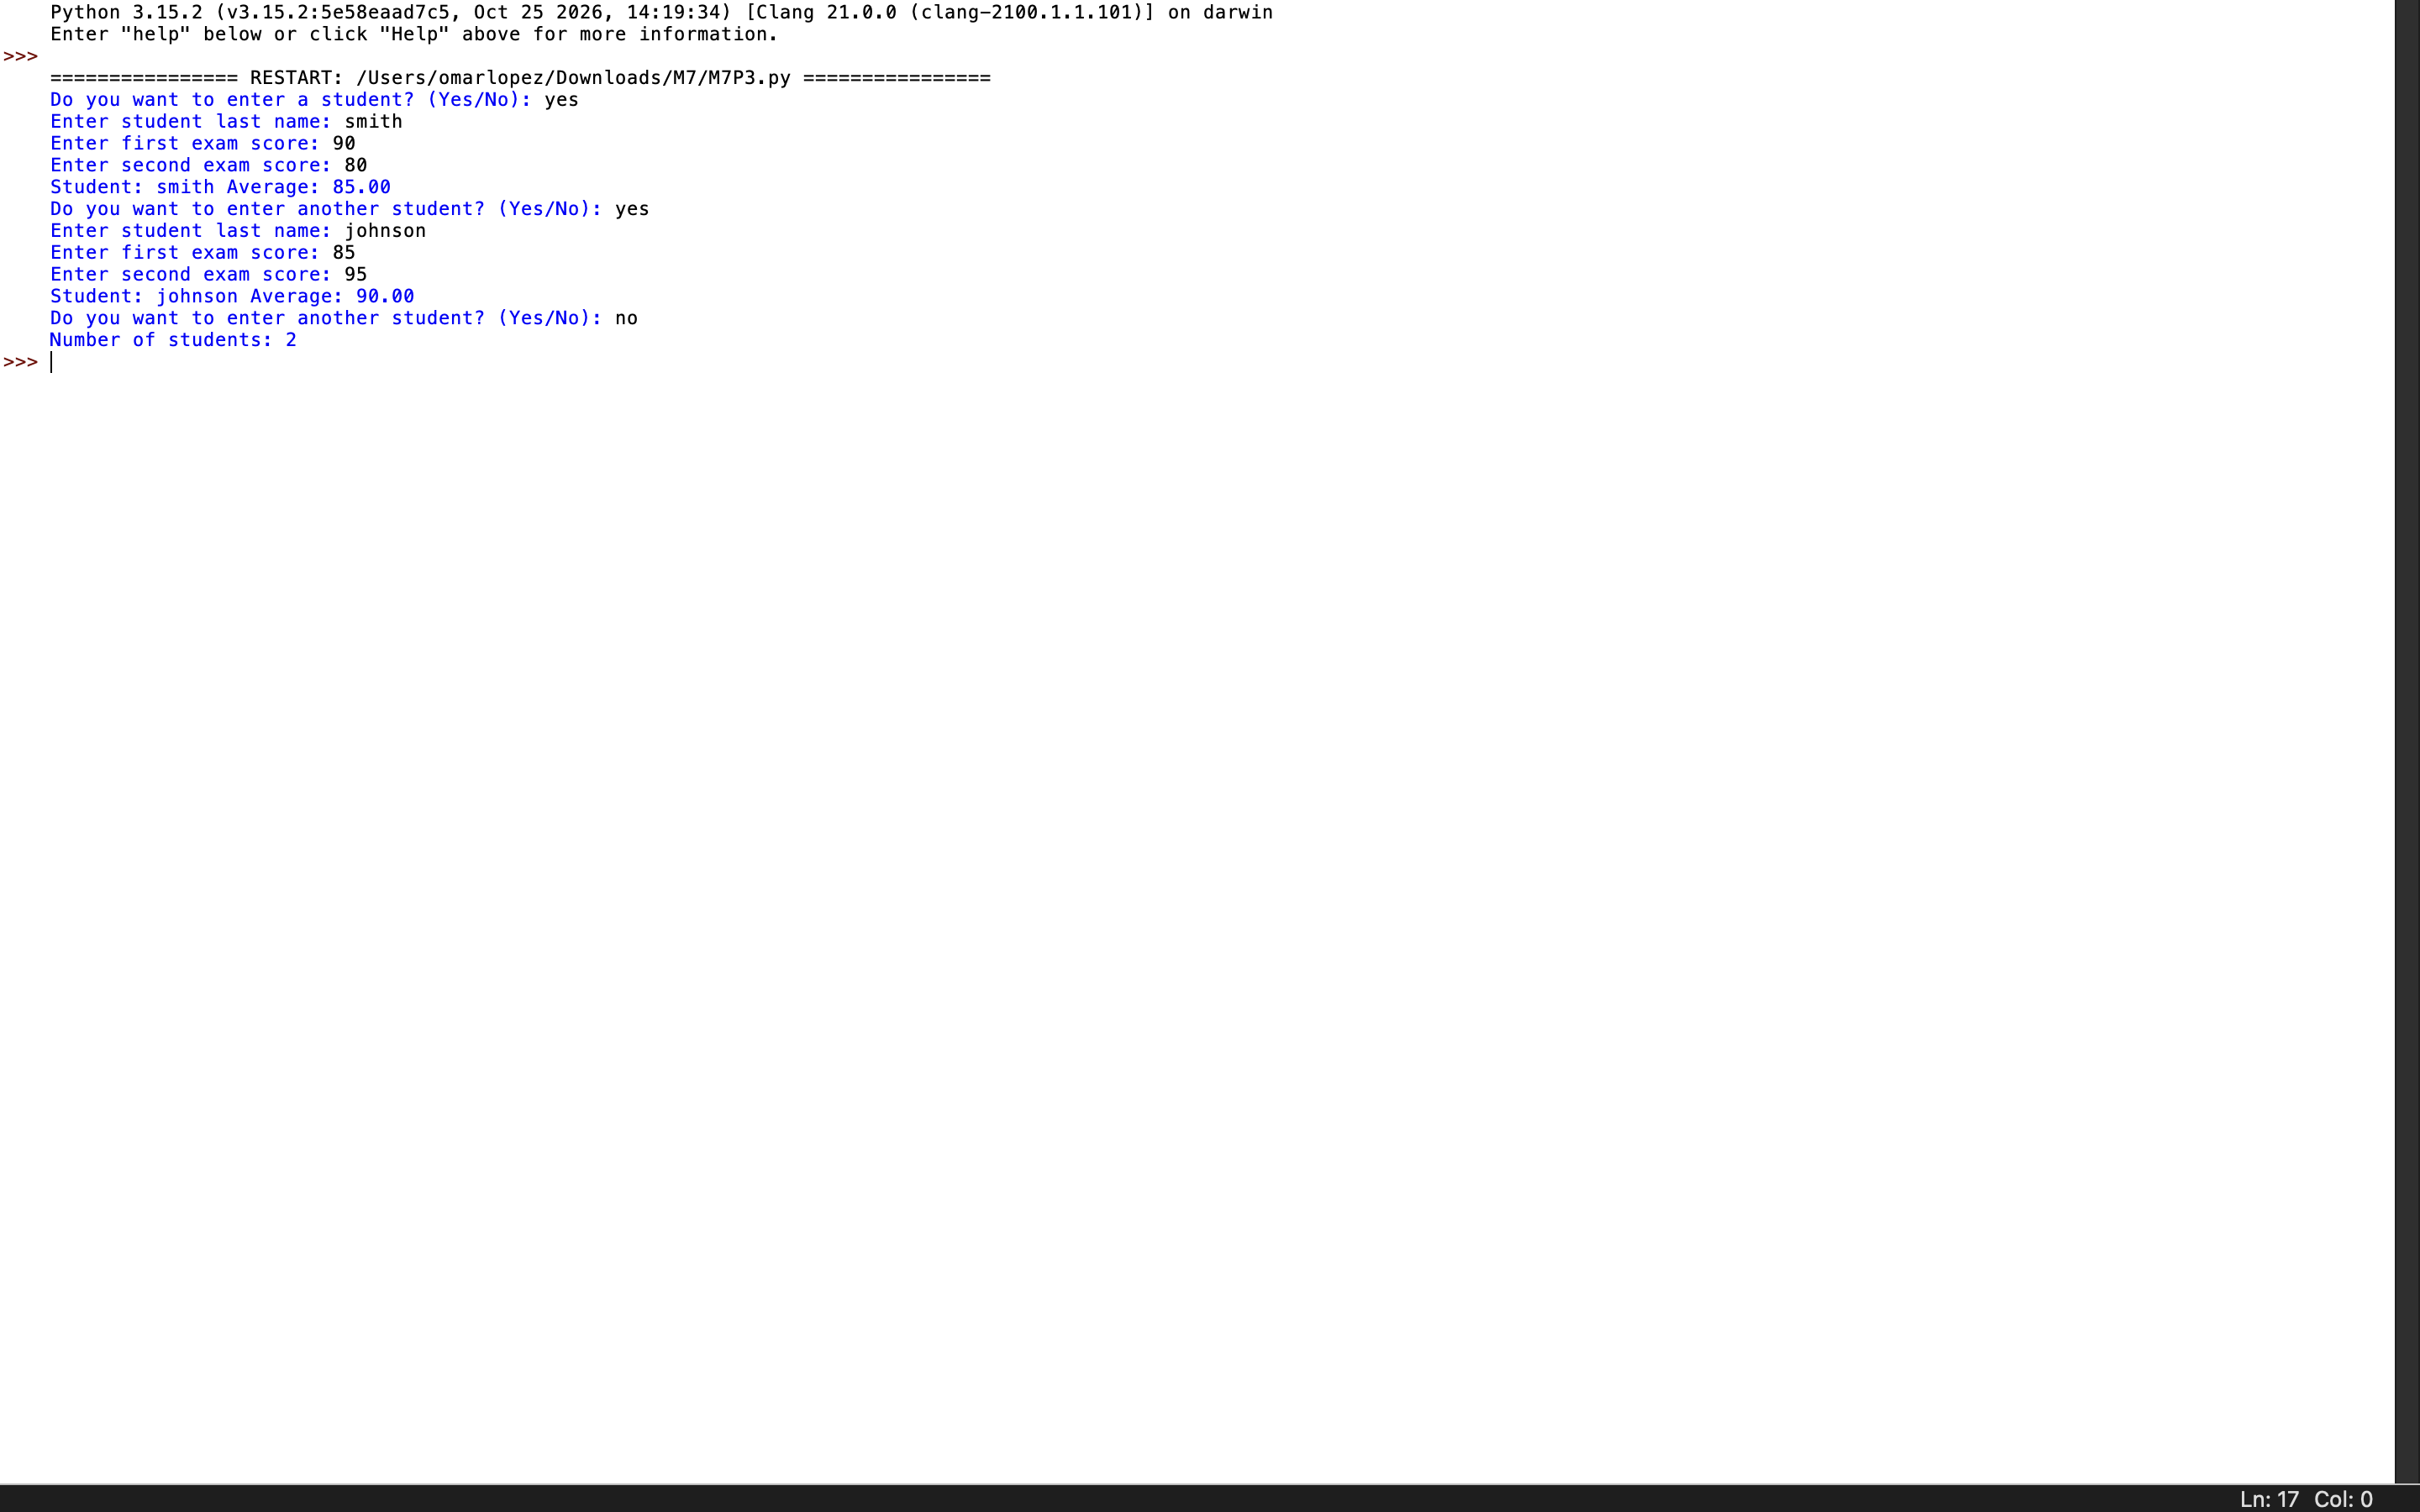 Python 3.15.2 (v3.15.2:5e58eaad7c5, Oct 25 2026, 14:19:34) [Clang 21.0.0 (clang-2100.1.1.101)] on darwin
Enter "help" below or click "Help" above for more information.
>>>
================ RESTART: /Users/omarlopez/Downloads/M7/M7P3.py ================
Do you want to enter a student? (Yes/No): yes
Enter student last name: smith
Enter first exam score: 90
Enter second exam score: 80
Student: smith Average: 85.00
Do you want to enter another student? (Yes/No): yes
Enter student last name: johnson
Enter first exam score: 85
Enter second exam score: 95
Student: johnson Average: 90.00
Do you want to enter another student? (Yes/No): no
Number of students: 2
>>>
Ln: 17 Col: 0